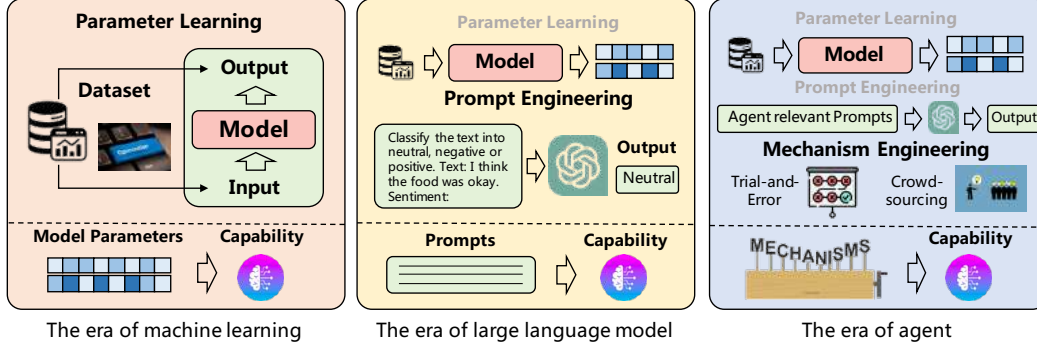 Parameter Learning
Output
Dataset
Model
Input
Model Parameters
Capability
The era of machine learning
Parameter Learning
Model
Prompt Engineering
Classify the text into
neutral, negative or
positive. Text: I think
the food was okay.
Sentiment:
Output
Neutral
Prompts
Capability
The era of large language model
Parameter Learning
Model
Prompt Engineering
Agent relevant Prompts
Output
Mechanism Engineering
Trial-and-
Error
Crowd-
sourcing
MECHANISMS
Capability
The era of agent